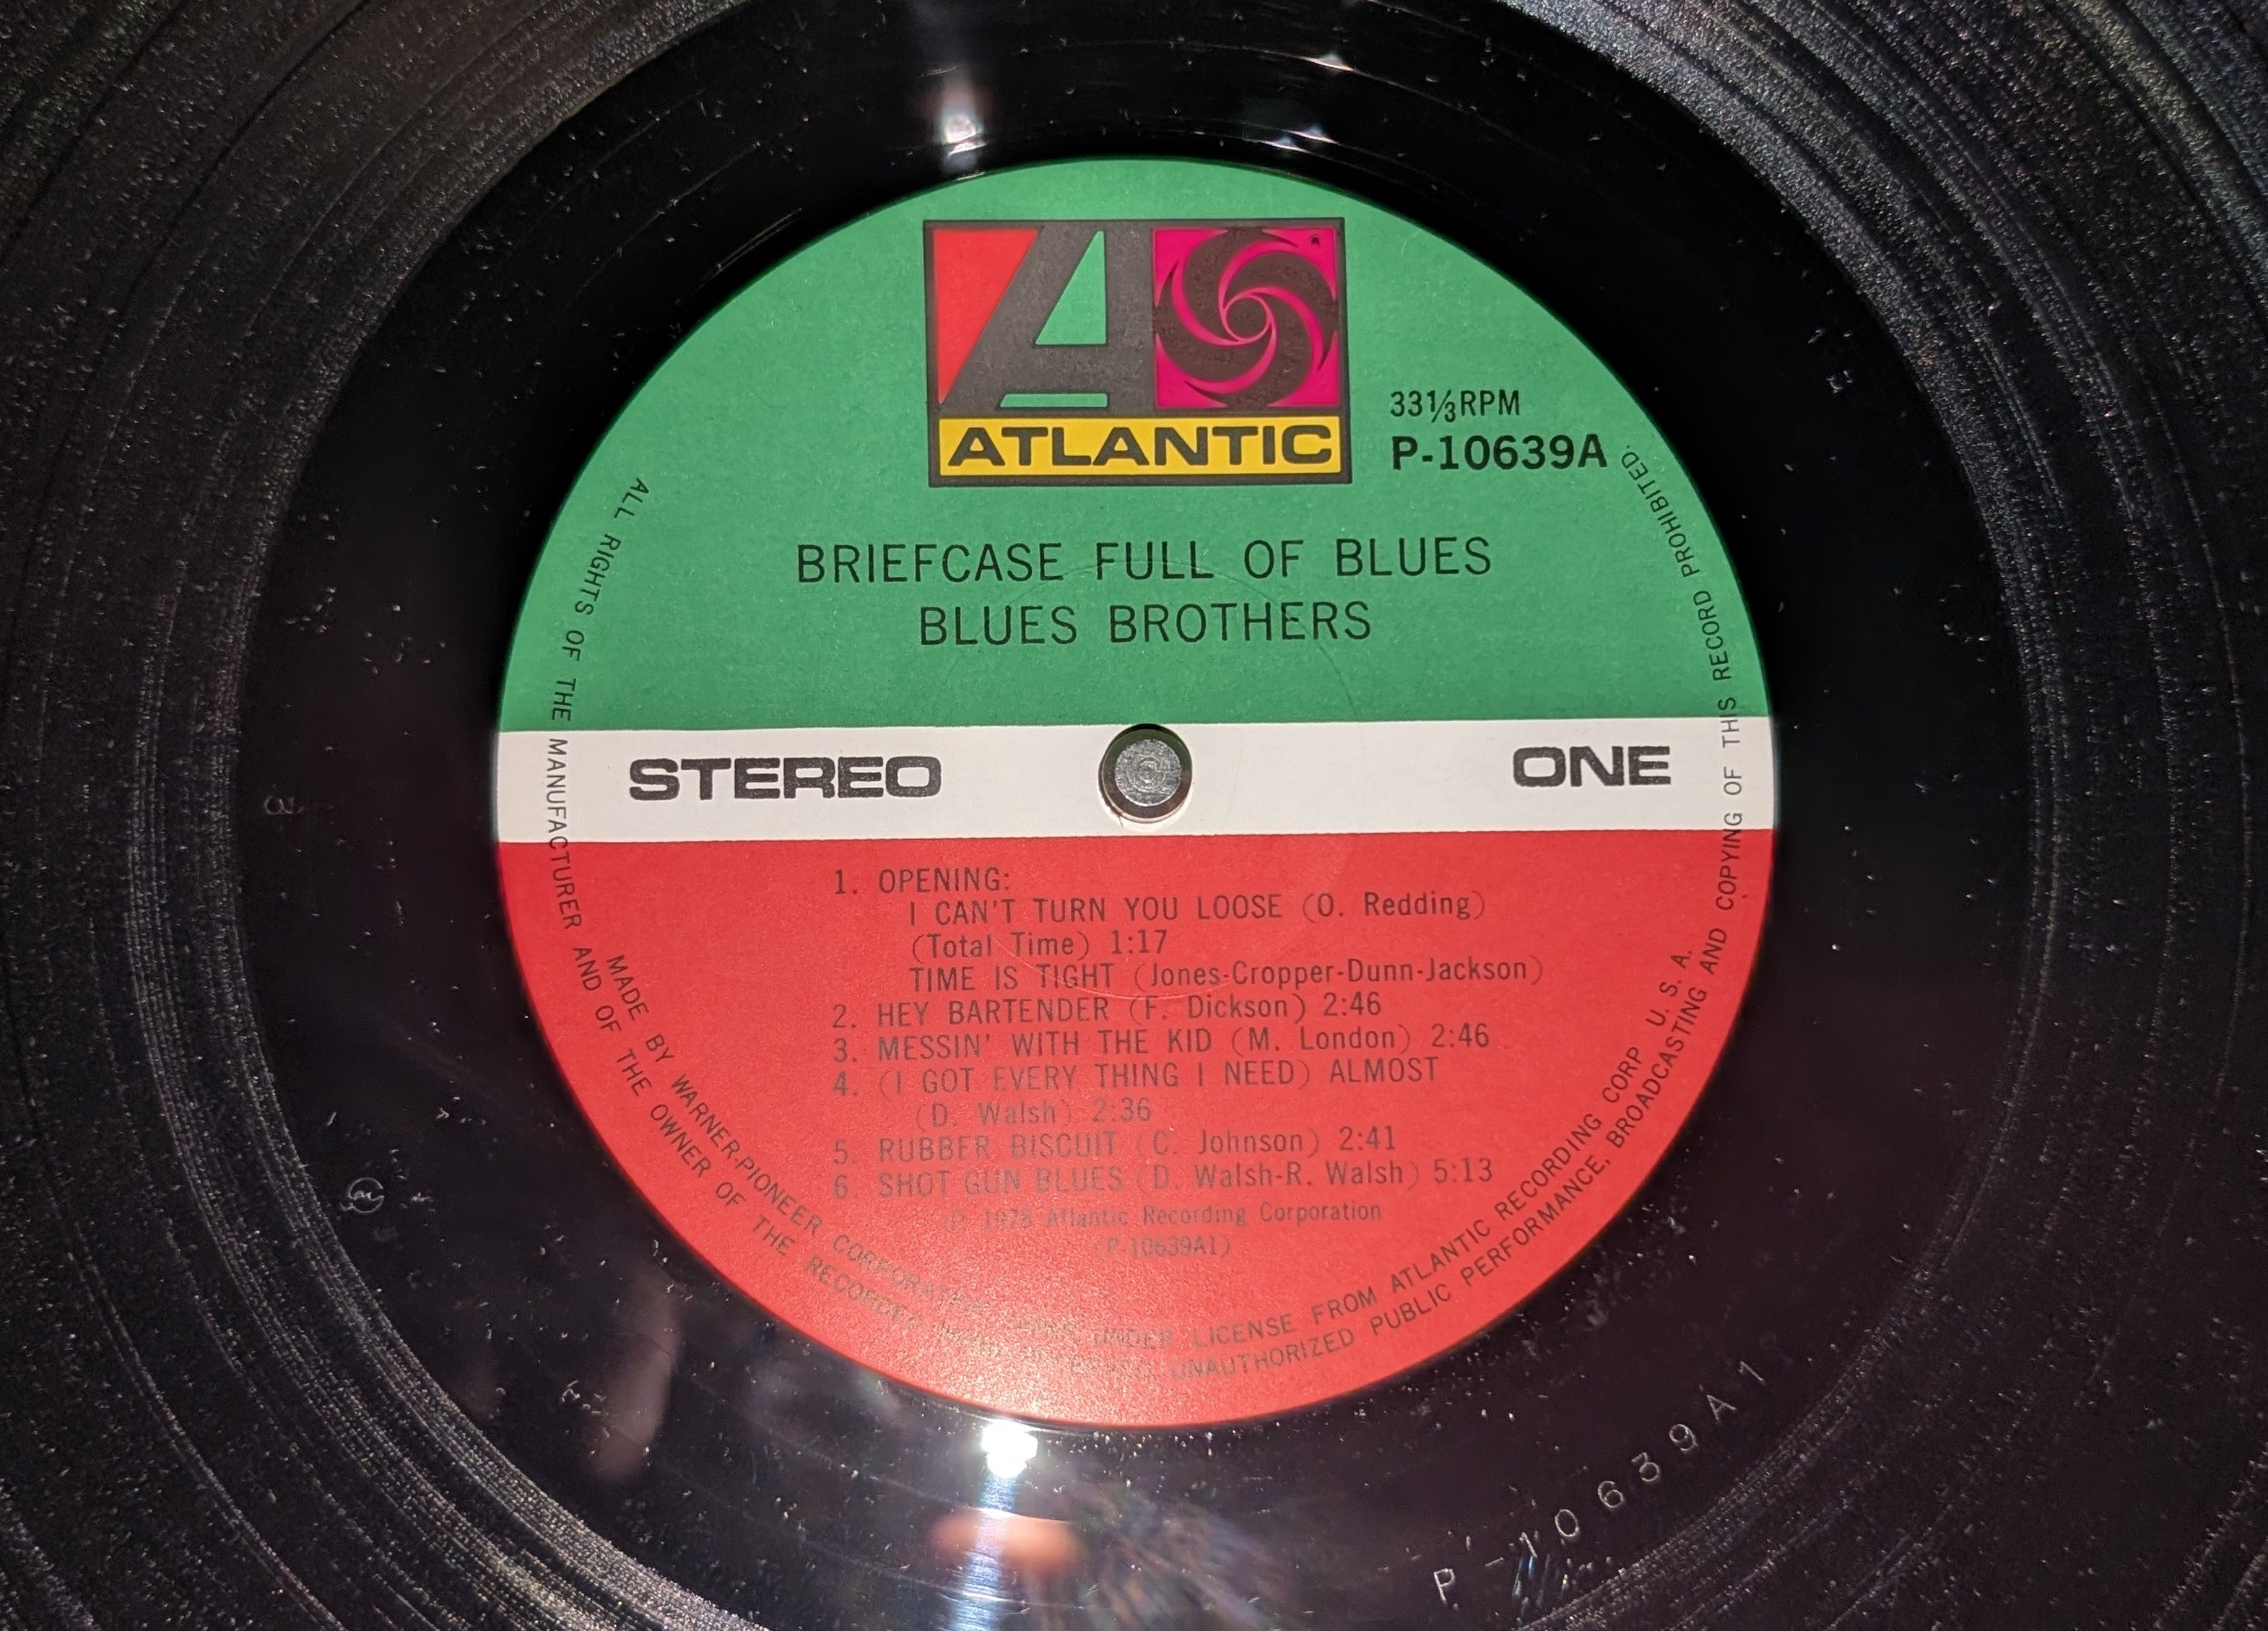 ATLANTIC
33⅓RPM
P-10639A
BRIEFCASE FULL OF BLUES
BLUES BROTHERS
STEREO
ONE
1. OPENING:
I CAN'T TURN YOU LOOSE (O. Redding)
(Total Time) 1:17
TIME IS TIGHT (Jones-Cropper-Dunn-Jackson)
2. HEY BARTENDER (F. Dickson) 2:46
3. MESSIN' WITH THE KID (M. London) 2:46
4. (I GOT EVERY THING I NEED) ALMOST
(D. Walsh) 2:36
5. RUBBER BISCUIT (C. Johnson) 2:41
6. SHOT GUN BLUES (D. Walsh-R. Walsh) 5:13
℗ 1978 Atlantic Recording Corporation
(P-10639A1)
MADE BY WARNER-PIONEER CORPORATION, JAPAN, UNDER LICENSE FROM ATLANTIC RECORDING CORP U. S. A.
ALL RIGHTS OF THE MANUFACTURER AND OF THE OWNER OF THE RECORDED WORK RESERVED. UNAUTHORIZED PUBLIC PERFORMANCE, BROADCASTING AND COPYING OF THIS RECORD PROHIBITED.
P-10639A1